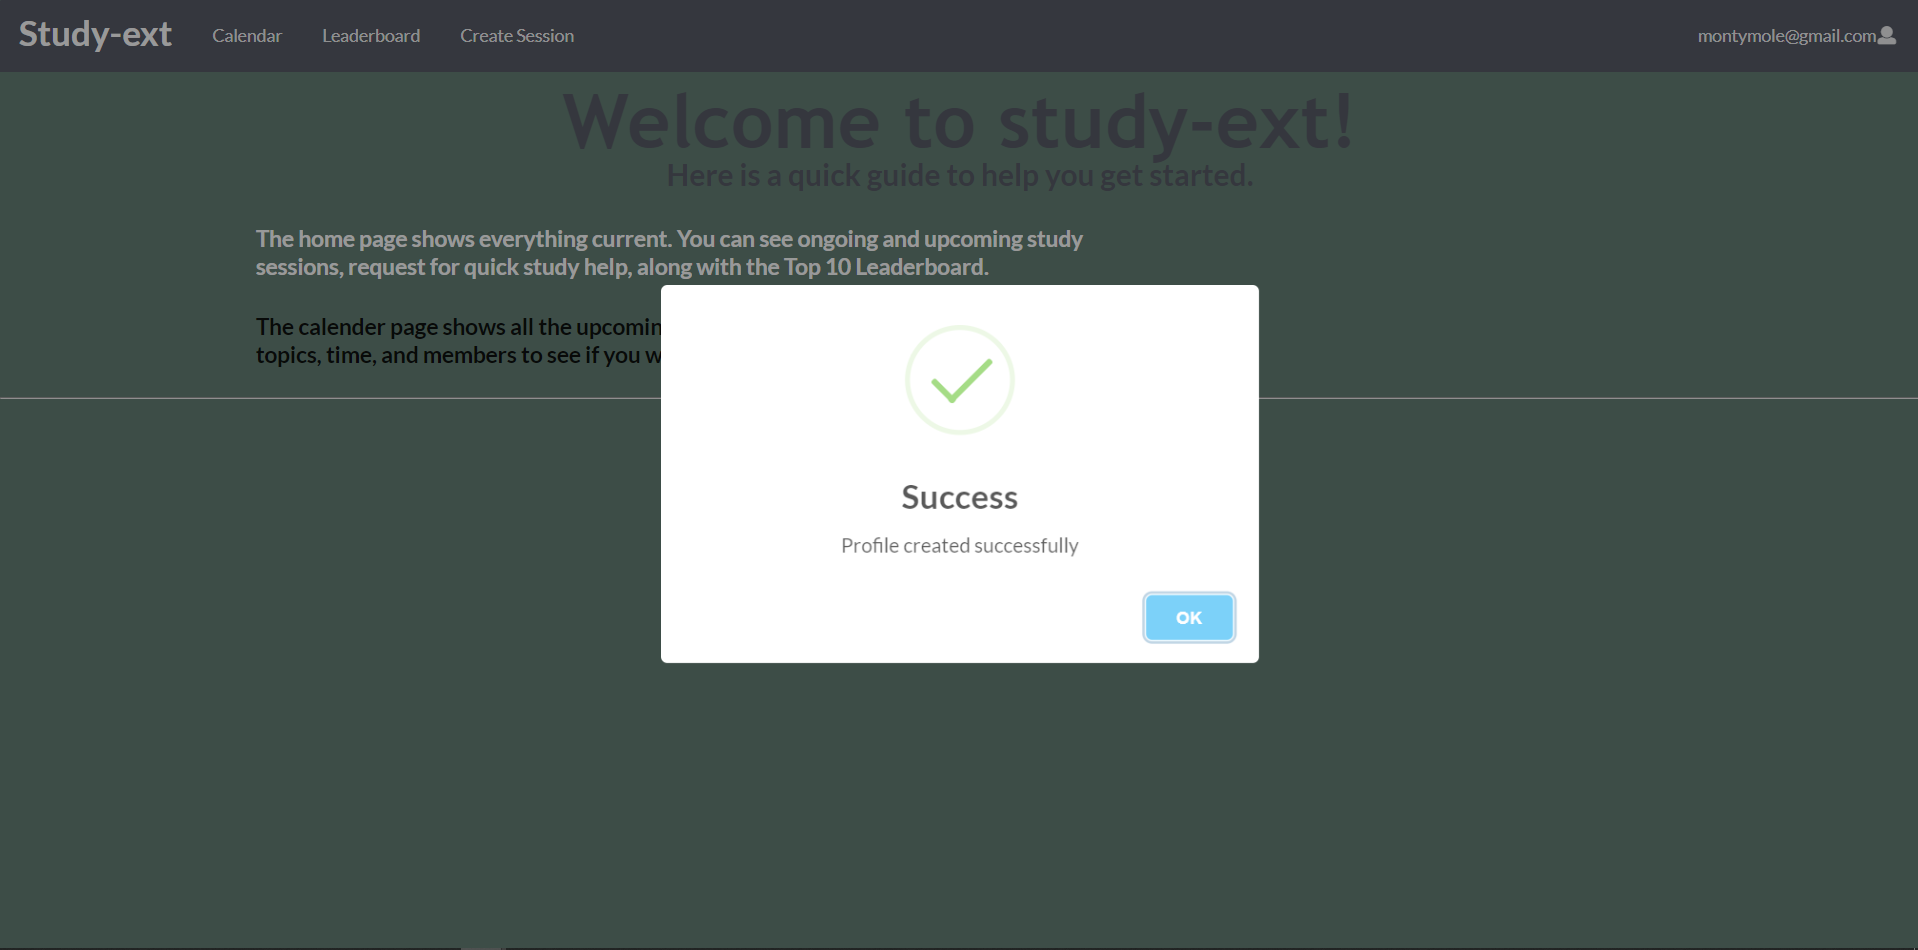 Study-ext Calendar Leaderboard Create Session montymole@gmail.com
Welcome to study-ext!
Here is a quick guide to help you get started.
The home page shows everything current. You can see ongoing and upcoming study
sessions, request for quick study help, along with the Top 10 Leaderboard.
The calender page shows all the upcomin
topics, time, and members to see if you w
Success
Profile created successfully
OK